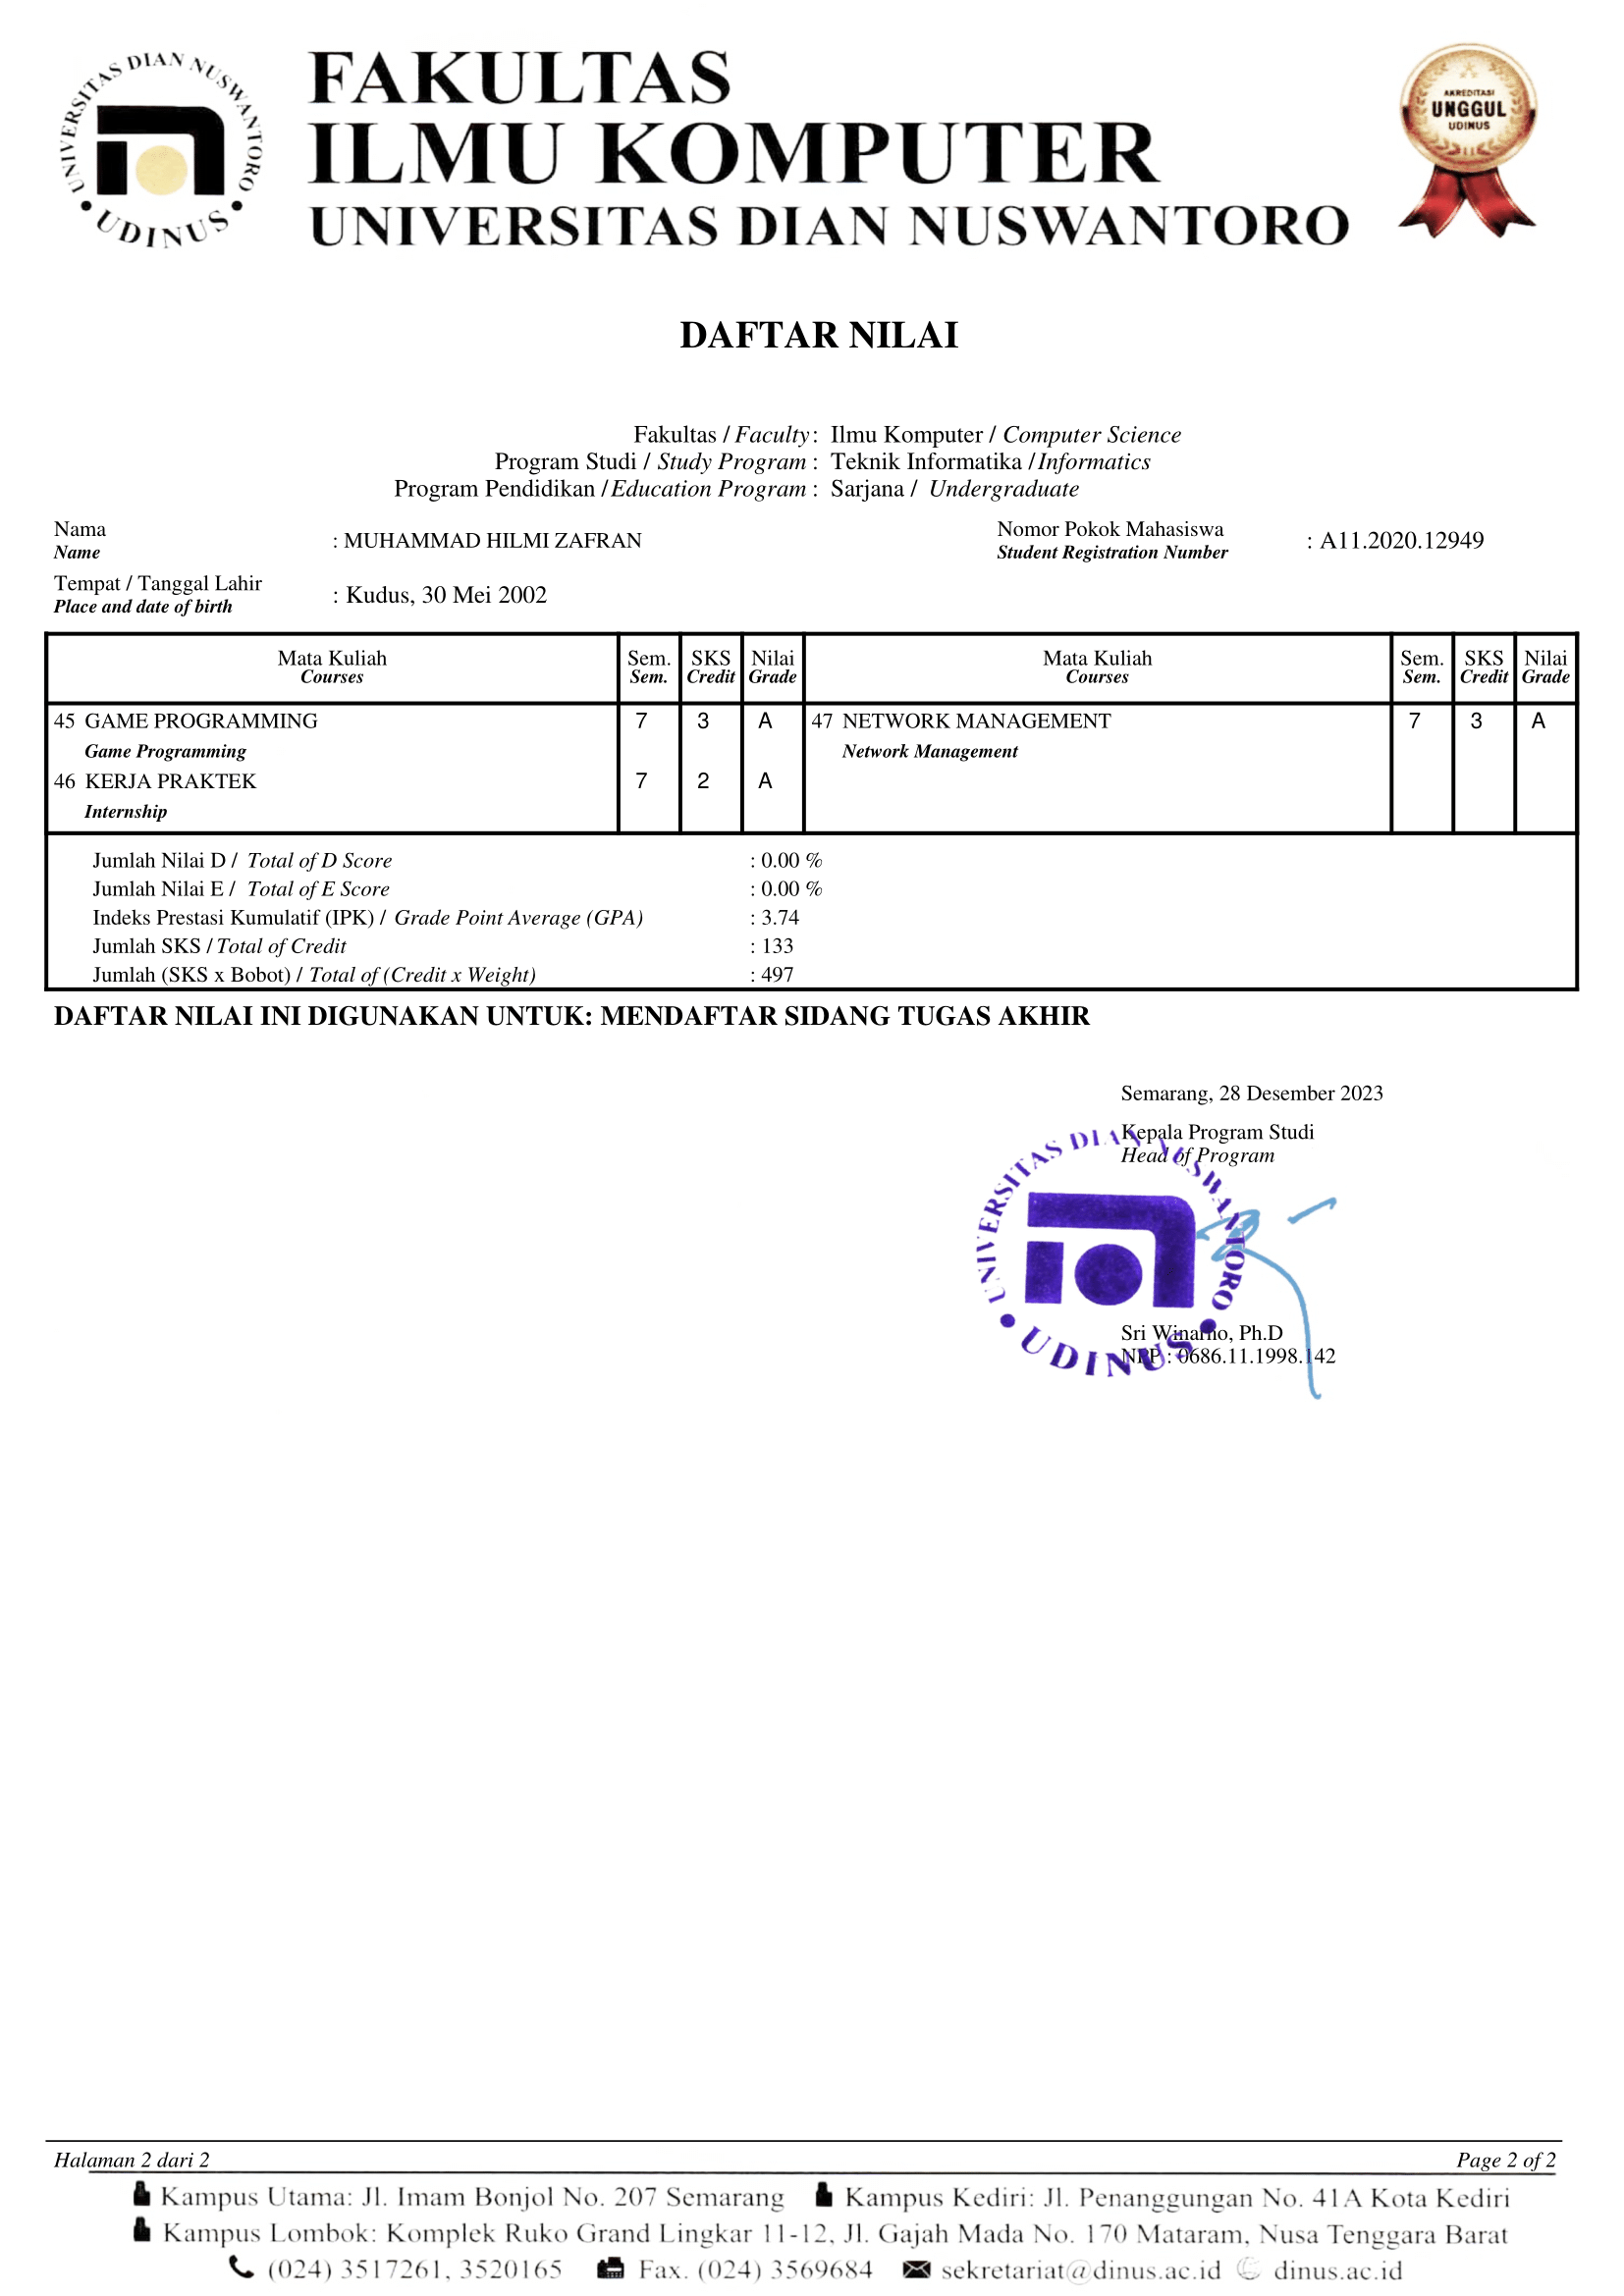 UNIVERSITAS DIAN NUSWANTORO
• UDINUS •
FAKULTAS
ILMU KOMPUTER
UNIVERSITAS DIAN NUSWANTORO
AKREDITASI
UNGGUL
UDINUS
DAFTAR NILAI
Fakultas / Faculty : Ilmu Komputer / Computer Science
Program Studi / Study Program : Teknik Informatika / Informatics
Program Pendidikan / Education Program : Sarjana / Undergraduate
Nama : MUHAMMAD HILMI ZAFRAN Nomor Pokok Mahasiswa : A11.2020.12949
Name Student Registration Number
Tempat / Tanggal Lahir : Kudus, 30 Mei 2002
Place and date of birth
Mata Kuliah Sem. SKS Nilai Mata Kuliah Sem. SKS Nilai
Courses Sem. Credit Grade Courses Sem. Credit Grade
45 GAME PROGRAMMING 7 3 A 47 NETWORK MANAGEMENT 7 3 A
Game Programming Network Management
46 KERJA PRAKTEK 7 2 A
Internship
Jumlah Nilai D / Total of D Score : 0.00 %
Jumlah Nilai E / Total of E Score : 0.00 %
Indeks Prestasi Kumulatif (IPK) / Grade Point Average (GPA) : 3.74
Jumlah SKS / Total of Credit : 133
Jumlah (SKS x Bobot) / Total of (Credit x Weight) : 497
DAFTAR NILAI INI DIGUNAKAN UNTUK: MENDAFTAR SIDANG TUGAS AKHIR
Semarang, 28 Desember 2023
Kepala Program Studi
Head of Program
UNIVERSITAS DIAN NUSWANTORO
• UDINUS •
Sri Winarno, Ph.D
NPP : 0686.11.1998.142
Halaman 2 dari 2 Page 2 of 2
Kampus Utama: Jl. Imam Bonjol No. 207 Semarang Kampus Kediri: Jl. Penanggungan No. 41A Kota Kediri
Kampus Lombok: Komplek Ruko Grand Lingkar 11-12, Jl. Gajah Mada No. 170 Mataram, Nusa Tenggara Barat
(024) 3517261, 3520165 Fax. (024) 3569684 sekretariat@dinus.ac.id dinus.ac.id